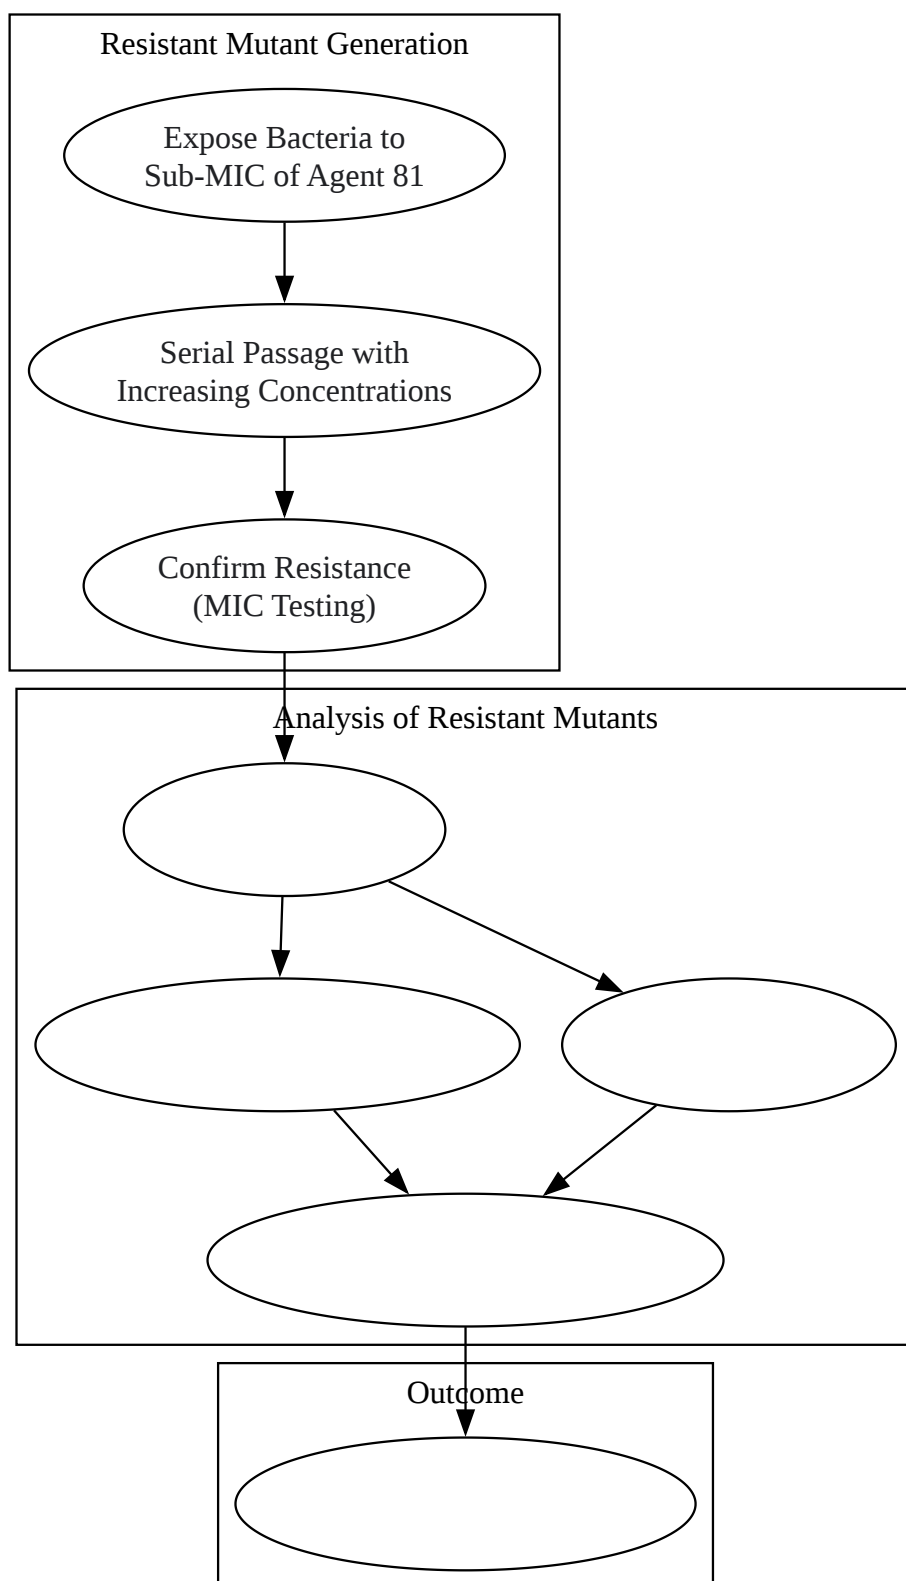 Resistant Mutant Generation
Expose Bacteria to
Sub-MIC of Agent 81
Serial Passage with
Increasing Concentrations
Confirm Resistance
(MIC Testing)
Analysis of Resistant Mutants
Outcome